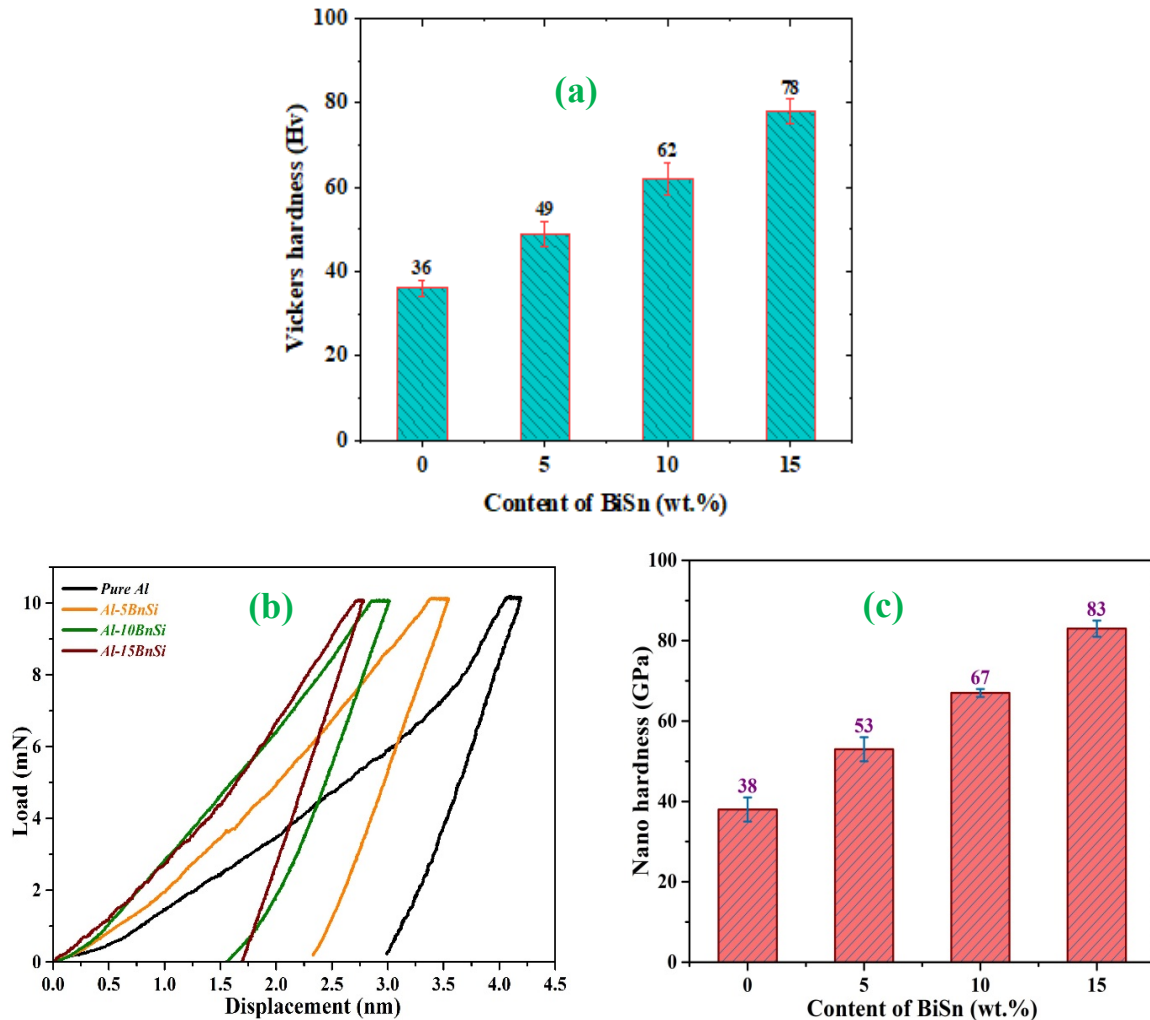 (a)
Vickers hardness (Hv)
100
80
60
40
20
0
36
49
62
78
0 5 10 15
Content of BiSn (wt.%)
(b)
Pure Al
Al-5BnSi
Al-10BnSi
Al-15BnSi
Load (mN)
10
8
6
4
2
0
0.0 0.5 1.0 1.5 2.0 2.5 3.0 3.5 4.0 4.5
Displacement (nm)
(c)
Nano hardness (GPa)
100
80
60
40
20
0
38
53
67
83
0 5 10 15
Content of BiSn (wt.%)